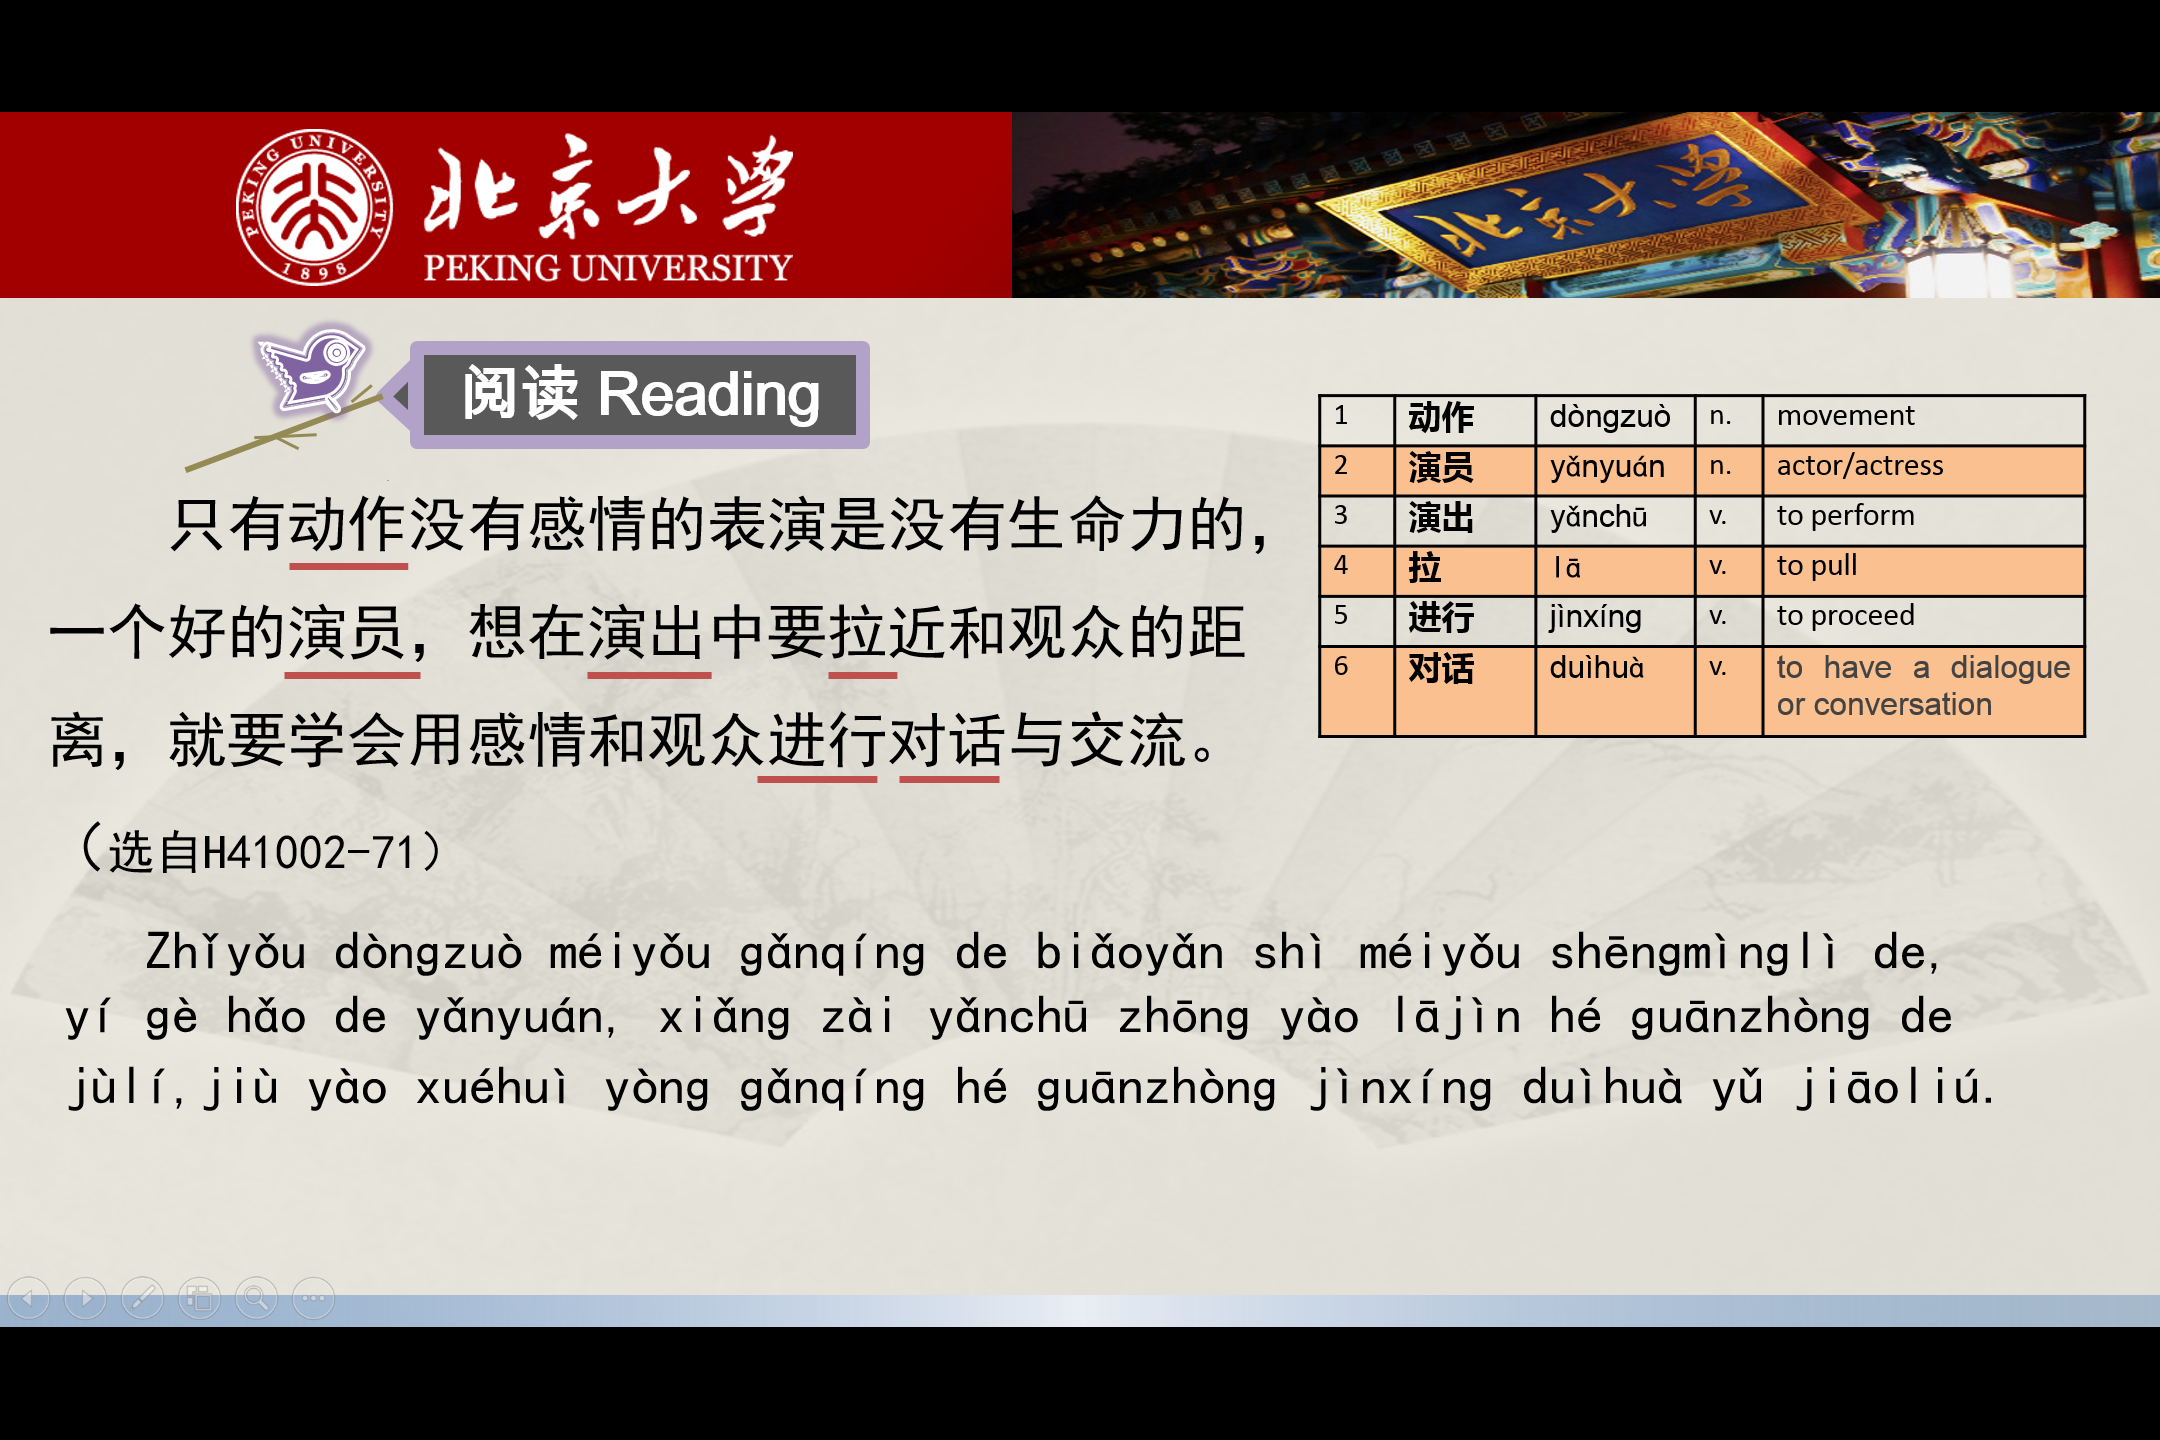 PEKING UNIVERSITY
1898
北京大学
PEKING UNIVERSITY
北京大学
阅读 Reading
只有动作没有感情的表演是没有生命力的，
一个好的演员，想在演出中要拉近和观众的距
离，就要学会用感情和观众进行对话与交流。
（选自H41002-71）
1 动作 dòngzuò n. movement
2 演员 yǎnyuán n. actor/actress
3 演出 yǎnchū v. to perform
4 拉 lā v. to pull
5 进行 jìnxíng v. to proceed
6 对话 duìhuà v. to have a dialogue
or conversation
Zhǐyǒu dòngzuò méiyǒu gǎnqíng de biǎoyǎn shì méiyǒu shēngmìnglì de,
yí gè hǎo de yǎnyuán, xiǎng zài yǎnchū zhōng yào lājìn hé guānzhòng de
jùlí, jiù yào xuéhuì yòng gǎnqíng hé guānzhòng jìnxíng duìhuà yǔ jiāoliú.